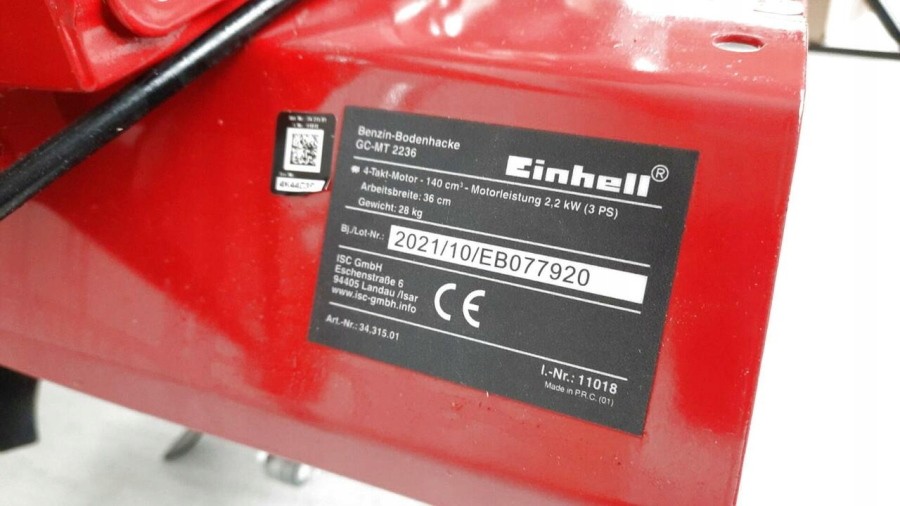 Benzin-Bodenhacke
GC-MT 2236
Einhell®
4-Takt-Motor - 140 cm³ - Motorleistung 2,2 kW (3 PS)
Arbeitsbreite: 36 cm
Gewicht: 28 kg
Bj./Lot-Nr.: 2021/10/EB077920
ISC GmbH
Eschenstraße 6
94405 Landau /Isar
www.isc-gmbh.info
CE
Art.-Nr.: 34.315.01
I.-Nr.: 11018
Made in P.R.C. (01)